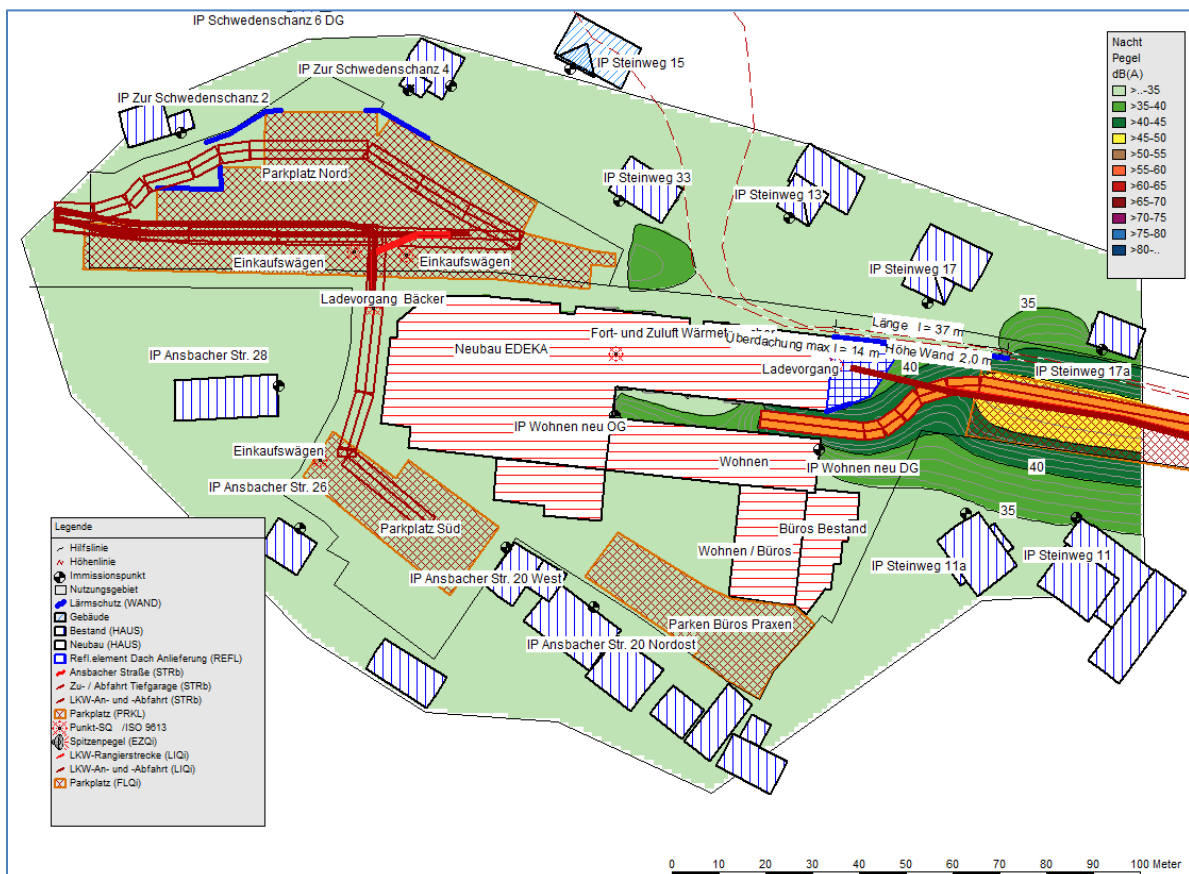 IP Schwedenschanz 6 DG
IP Zur Schwedenschanz 4
IP Steinweg 15
IP Zur Schwedenschanz 2
Parkplatz Nord
IP Steinweg 33
IP Steinweg 13
IP Steinweg 17
Einkaufswägen
Einkaufswägen
Ladevorgang Bäcker
35
Länge l = 37 m
Fort- und Zuluft
Neubau EDEKA
Überdachung max l = 14 m
Höhe Wand 2,0 m
40
Ladevorgang
IP Steinweg 17a
IP Ansbacher Str. 28
IP Wohnen neu OG
Einkaufswägen
Wohnen
IP Wohnen neu DG
40
IP Ansbacher Str. 26
Parkplatz Süd
35
Büros Bestand
Wohnen / Büros
IP Steinweg 11
IP Steinweg 11a
IP Ansbacher Str. 20 West
Parken Büros Praxen
IP Ansbacher Str. 20 Nordost
Nacht
Pegel
dB(A)
>..-35
>35-40
>40-45
>45-50
>50-55
>55-60
>60-65
>65-70
>70-75
>75-80
>80-..
Legende
Hilfslinie
Höhenlinie
Immissionspunkt
Nutzungsgebiet
Lärmschutz (WAND)
Gebäude
Bestand (HAUS)
Neubau (HAUS)
Refl.element Dach Anlieferung (REFL)
Ansbacher Straße (STRb)
Zu- / Abfahrt Tiefgarage (STRb)
LKW-An- und -Abfahrt (STRb)
Parkplatz (PRKL)
Punkt-SQ /ISO 9613
Spitzenpegel (EZQi)
LKW-Rangierstrecke (LIQi)
LKW-An- und -Abfahrt (LIQi)
Parkplatz (FLQi)
0 10 20 30 40 50 60 70 80 90 100 Meter